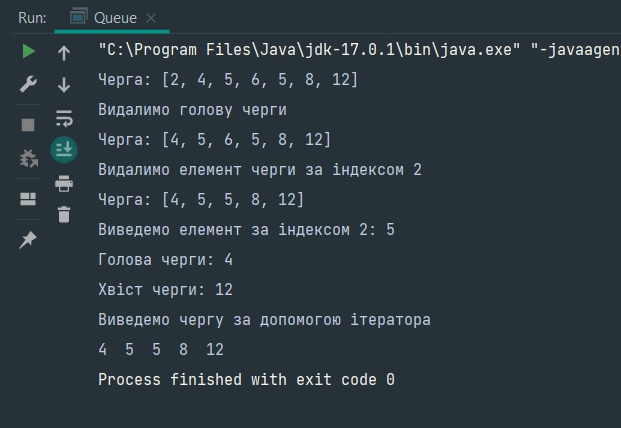 Run: Queue
"C:\Program Files\Java\jdk-17.0.1\bin\java.exe" "-javaagen
Черга: [2, 4, 5, 6, 5, 8, 12]
Видалимо голову черги
Черга: [4, 5, 6, 5, 8, 12]
Видалимо елемент черги за індексом 2
Черга: [4, 5, 5, 8, 12]
Виведемо елемент за індексом 2: 5
Голова черги: 4
Хвіст черги: 12
Виведемо чергу за допомогою ітератора
4  5  5  8  12
Process finished with exit code 0